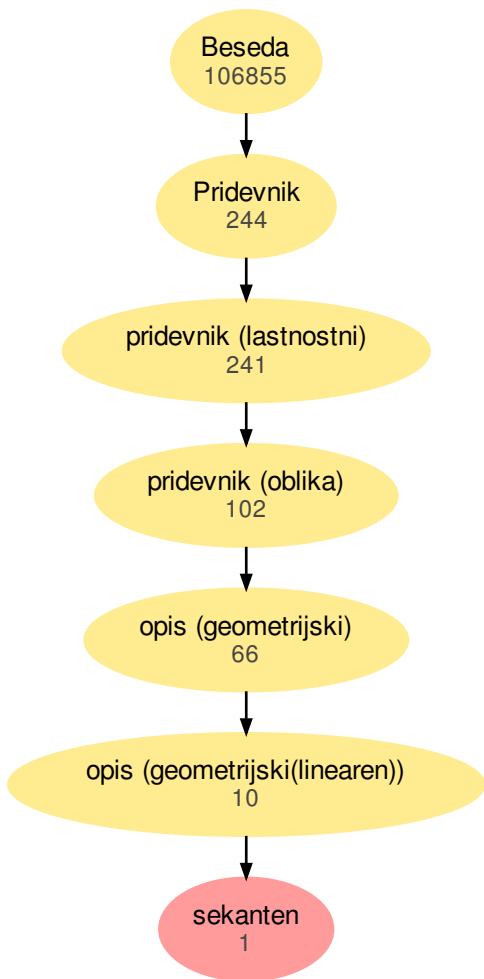 Beseda
106855
Pridevnik
244
pridevnik (lastnostni)
241
pridevnik (oblika)
102
opis (geometrijski)
66
opis (geometrijski(linearen))
10
sekanten
1